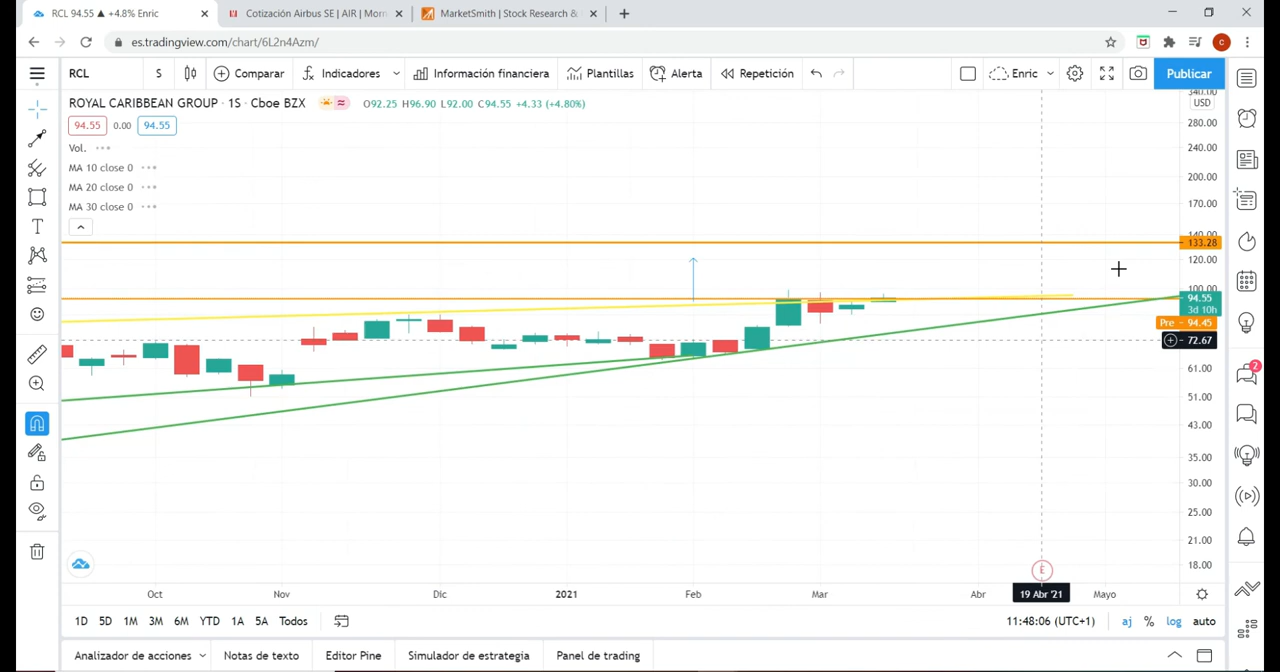 RCL 94.55 ▲ +4.8% Enric
Cotización Airbus SE | AIR | Morn
MarketSmith | Stock Research &
es.tradingview.com/chart/6L2n4Azm/
C
RCL S Comparar Indicadores Información financiera Plantillas Alerta Repetición Enric Publicar
ROYAL CARIBBEAN GROUP · 1S · Cboe BZX O92.25 H96.90 L92.00 C94.55 +4.33 (+4.80%)
USD
94.55 0.00 94.55
Vol.
MA 10 close 0
MA 20 close 0
MA 30 close 0
340.00
280.00
240.00
200.00
170.00
140.00
133.28
120.00
100.00
94.55
3d 10h
Pre - 94.45
72.67
61.00
51.00
43.00
35.00
30.00
25.00
21.00
18.00
2
E
Oct Nov Dic 2021 Feb Mar Abr 19 Abr '21 Mayo
1D 5D 1M 3M 6M YTD 1A 5A Todos 11:48:06 (UTC+1) aj % log auto
Analizador de acciones Notas de texto Editor Pine Simulador de estrategia Panel de trading